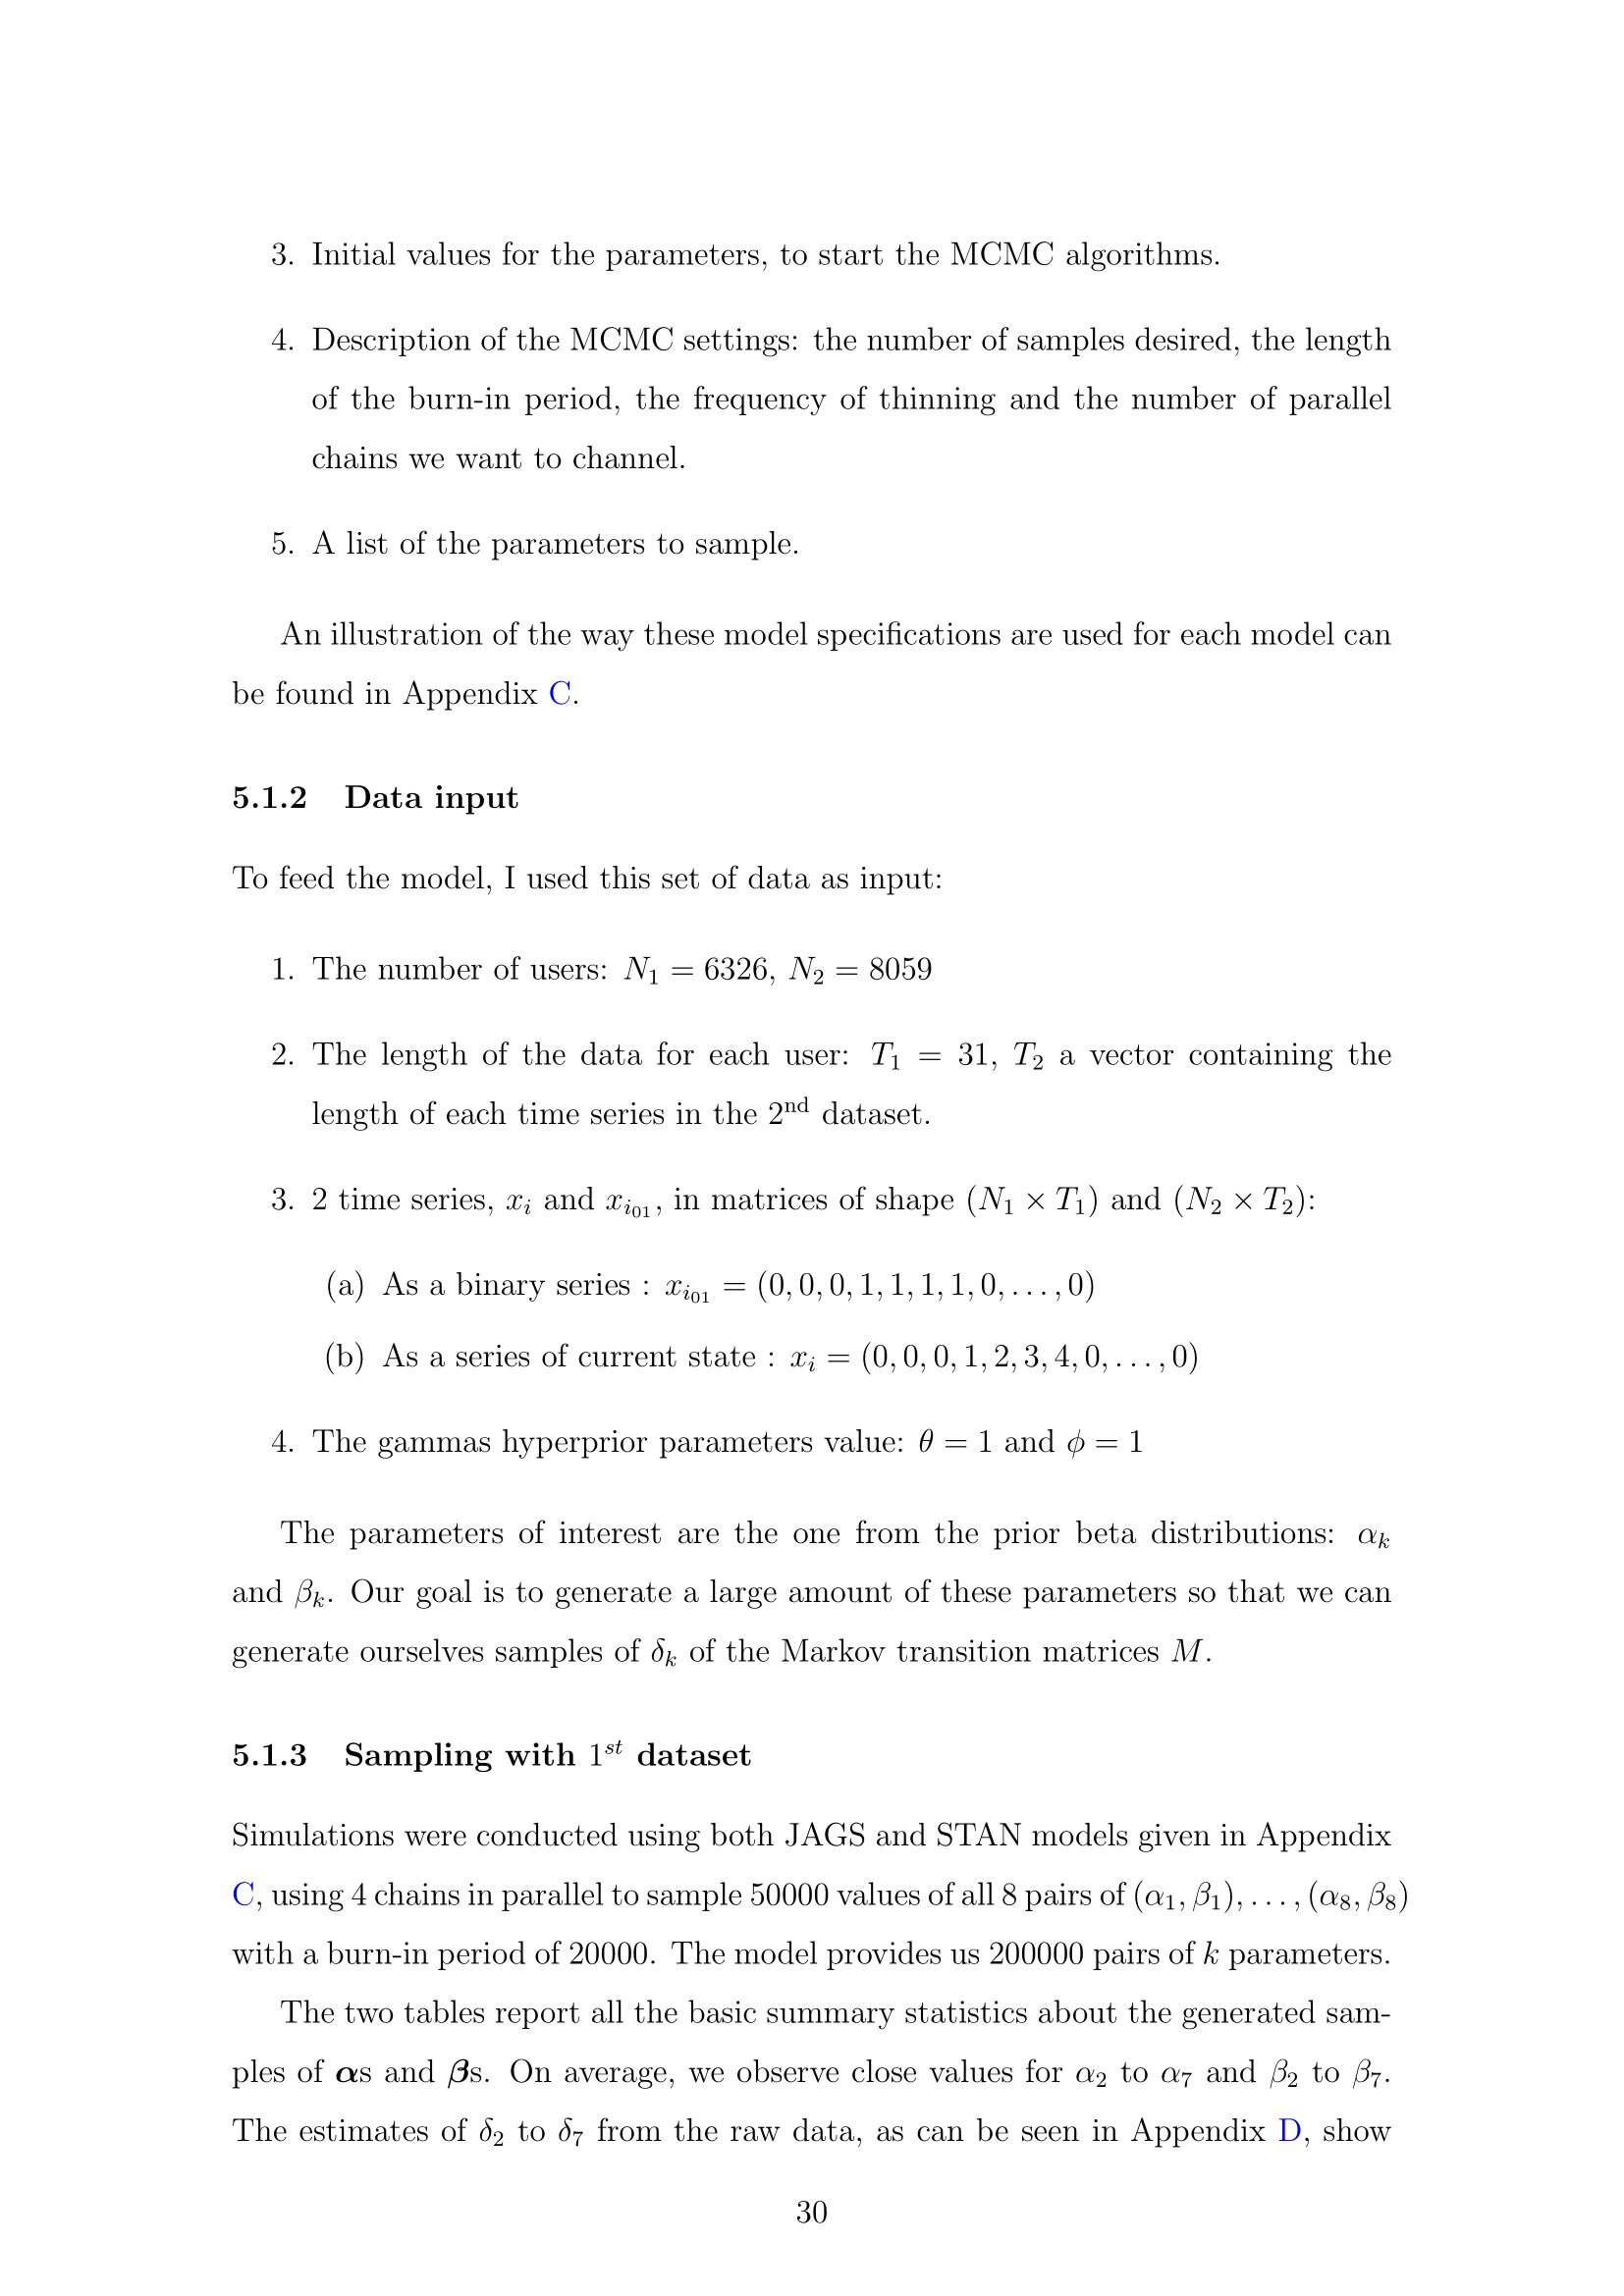 3. Initial values for the parameters, to start the MCMC algorithms.
4. Description of the MCMC settings: the number of samples desired, the length
of the burn-in period, the frequency of thinning and the number of parallel
chains we want to channel.
5. A list of the parameters to sample.
An illustration of the way these model specifications are used for each model can
be found in Appendix C.
5.1.2 Data input
To feed the model, I used this set of data as input:
1. The number of users: $N_1 = 6326$, $N_2 = 8059$
2. The length of the data for each user: $T_1 = 31$, $T_2$ a vector containing the
length of each time series in the 2$^{\text{nd}}$ dataset.
3. 2 time series, $x_i$ and $x_{i_{01}}$, in matrices of shape $(N_1 \times T_1)$ and $(N_2 \times T_2)$:
(a) As a binary series : $x_{i_{01}} = (0, 0, 0, 1, 1, 1, 1, 0, \ldots, 0)$
(b) As a series of current state : $x_i = (0, 0, 0, 1, 2, 3, 4, 0, \ldots, 0)$
4. The gammas hyperprior parameters value: $\theta = 1$ and $\phi = 1$
The parameters of interest are the one from the prior beta distributions: $\alpha_k$
and $\beta_k$. Our goal is to generate a large amount of these parameters so that we can
generate ourselves samples of $\delta_k$ of the Markov transition matrices $M$.
5.1.3 Sampling with $1^{st}$ dataset
Simulations were conducted using both JAGS and STAN models given in Appendix
C, using 4 chains in parallel to sample 50000 values of all 8 pairs of $(\alpha_1, \beta_1), \ldots, (\alpha_8, \beta_8)$
with a burn-in period of 20000. The model provides us 200000 pairs of $k$ parameters.
The two tables report all the basic summary statistics about the generated sam-
ples of $\boldsymbol{\alpha}$s and $\boldsymbol{\beta}$s. On average, we observe close values for $\alpha_2$ to $\alpha_7$ and $\beta_2$ to $\beta_7$.
The estimates of $\delta_2$ to $\delta_7$ from the raw data, as can be seen in Appendix D, show
30